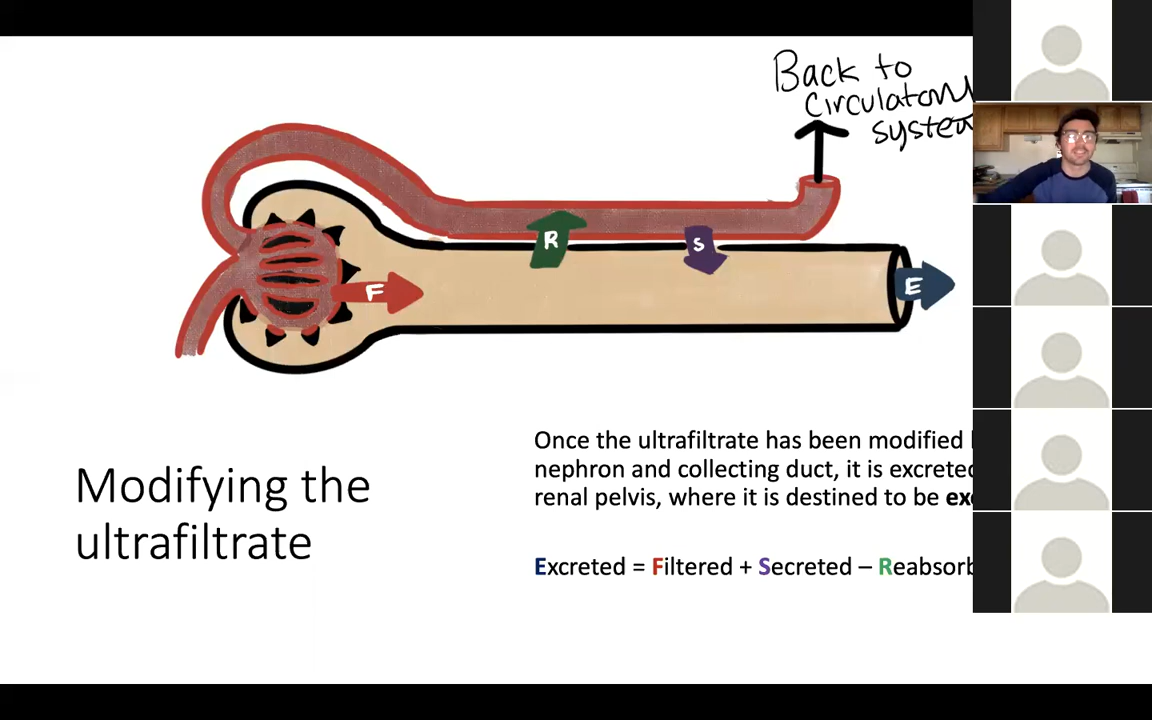 Back to
circulatory
system
F
R
S
E
Modifying the
ultrafiltrate
Once the ultrafiltrate has been modified
nephron and collecting duct, it is excreted
renal pelvis, where it is destined to be ex
Excreted = Filtered + Secreted – Reabsorb